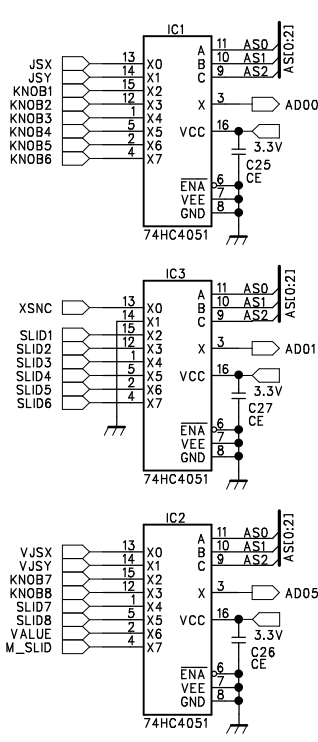 IC1
JSX 13 X0 A 11 AS0
JSY 14 X1 B 10 AS1
KNOB1 15 X2 C 9 AS2
AS[0:2]
KNOB2 12 X3
KNOB3 1 X4 X 3 AD00
KNOB4 5 X5
KNOB5 2 X6 VCC 16
KNOB6 4 X7 3.3V
C25
CE
ENA 6
VEE 7
GND 8
74HC4051
IC3
XSNC 13 X0 A 11 AS0
14 X1 B 10 AS1
SLID1 15 X2 C 9 AS2
AS[0:2]
SLID2 12 X3
SLID3 1 X4 X 3 AD01
SLID4 5 X5
SLID5 2 X6 VCC 16
SLID6 4 X7 3.3V
C27
CE
ENA 6
VEE 7
GND 8
74HC4051
IC2
VJSX 13 X0 A 11 AS0
VJSY 14 X1 B 10 AS1
KNOB7 15 X2 C 9 AS2
AS[0:2]
KNOB8 12 X3
SLID7 1 X4 X 3 AD05
SLID8 5 X5
VALUE 2 X6 VCC 16
M_SLID 4 X7 3.3V
C26
CE
ENA 6
VEE 7
GND 8
74HC4051